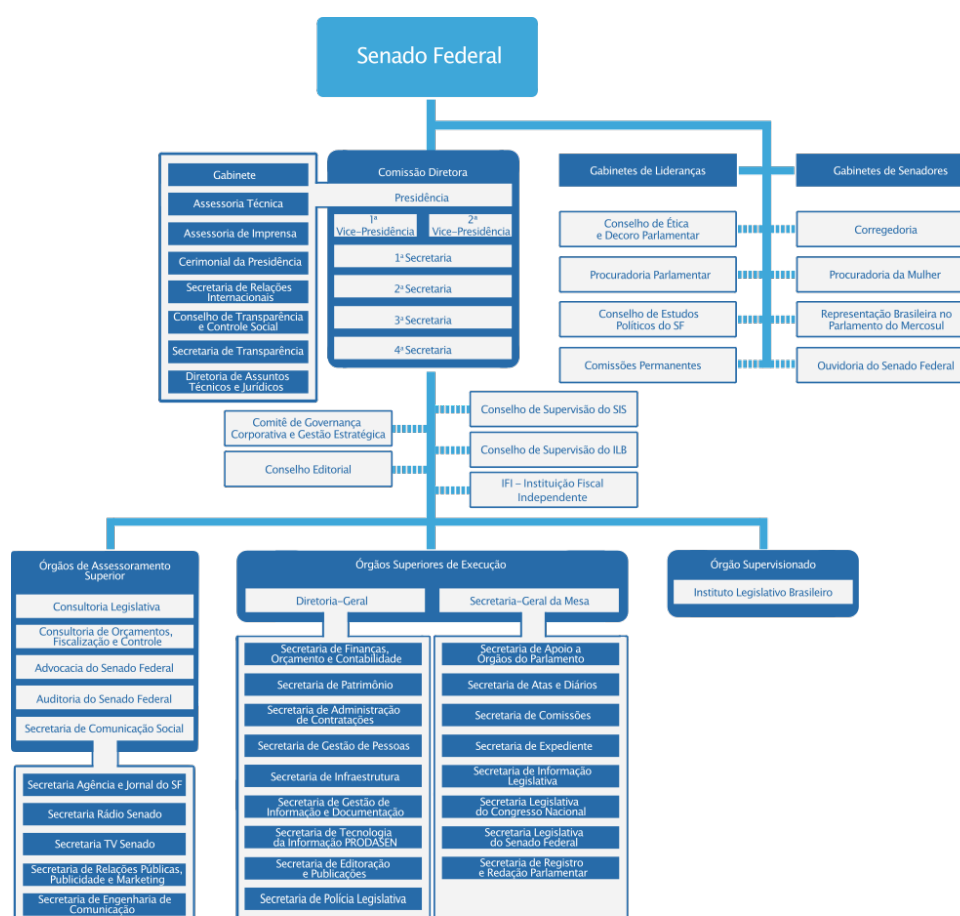 Senado Federal
Gabinete
Assessoria Técnica
Assessoria de Imprensa
Cerimonial da Presidência
Secretaria de Relações
Internacionais
Conselho de Transparência
e Controle Social
Secretaria de Transparência
Diretoria de Assuntos
Técnicos e Jurídicos
Comissão Diretora
Presidência
1ª
Vice-Presidência
2ª
Vice-Presidência
1ª Secretaria
2ª Secretaria
3ª Secretaria
4ª Secretaria
Gabinetes de Lideranças
Gabinetes de Senadores
Conselho de Ética
e Decoro Parlamentar
Corregedoria
Procuradoria Parlamentar
Procuradoria da Mulher
Conselho de Estudos
Políticos do SF
Representação Brasileira no
Parlamento do Mercosul
Comissões Permanentes
Ouvidoria do Senado Federal
Comitê de Governança
Corporativa e Gestão Estratégica
Conselho Editorial
Conselho de Supervisão do SIS
Conselho de Supervisão do ILB
IFI – Instituição Fiscal
Independente
Órgãos de Assessoramento
Superior
Consultoria Legislativa
Consultoria de Orçamentos,
Fiscalização e Controle
Advocacia do Senado Federal
Auditoria do Senado Federal
Secretaria de Comunicação Social
Secretaria Agência e Jornal do SF
Secretaria Rádio Senado
Secretaria TV Senado
Secretaria de Relações Públicas,
Publicidade e Marketing
Secretaria de Engenharia de
Comunicação
Órgãos Superiores de Execução
Diretoria-Geral
Secretaria de Finanças,
Orçamento e Contabilidade
Secretaria de Patrimônio
Secretaria de Administração
de Contratações
Secretaria de Gestão de Pessoas
Secretaria de Infraestrutura
Secretaria de Gestão de
Informação e Documentação
Secretaria de Tecnologia
da Informação PRODASEN
Secretaria de Editoração
e Publicações
Secretaria de Polícia Legislativa
Secretaria-Geral da Mesa
Secretaria de Apoio a
Órgãos do Parlamento
Secretaria de Atas e Diários
Secretaria de Comissões
Secretaria de Expediente
Secretaria de Informação
Legislativa
Secretaria Legislativa
do Congresso Nacional
Secretaria Legislativa
do Senado Federal
Secretaria de Registro
e Redação Parlamentar
Órgão Supervisionado
Instituto Legislativo Brasileiro